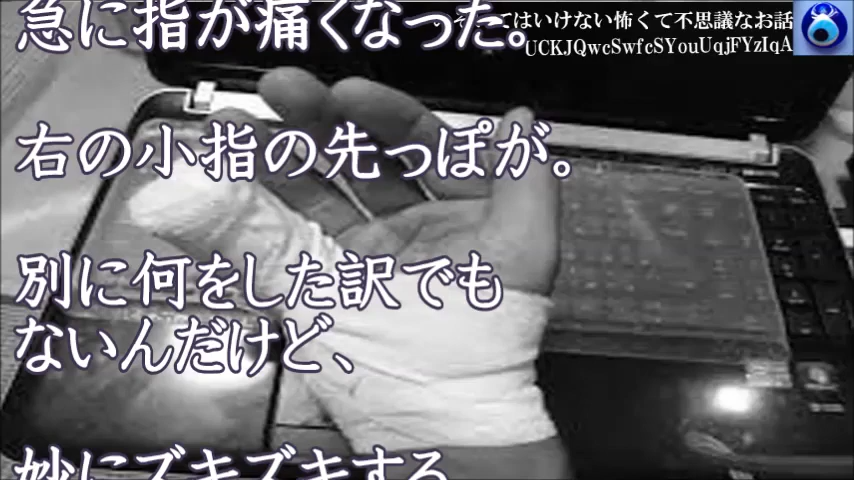 急に指が痛くなった。
てはいけない怖くて不思議なお話
UCKJQwcSwfcSYouUqjFYzIqA
右の小指の先っぽが。
別に何をした訳でも
ないんだけど、
妙にズキズキする